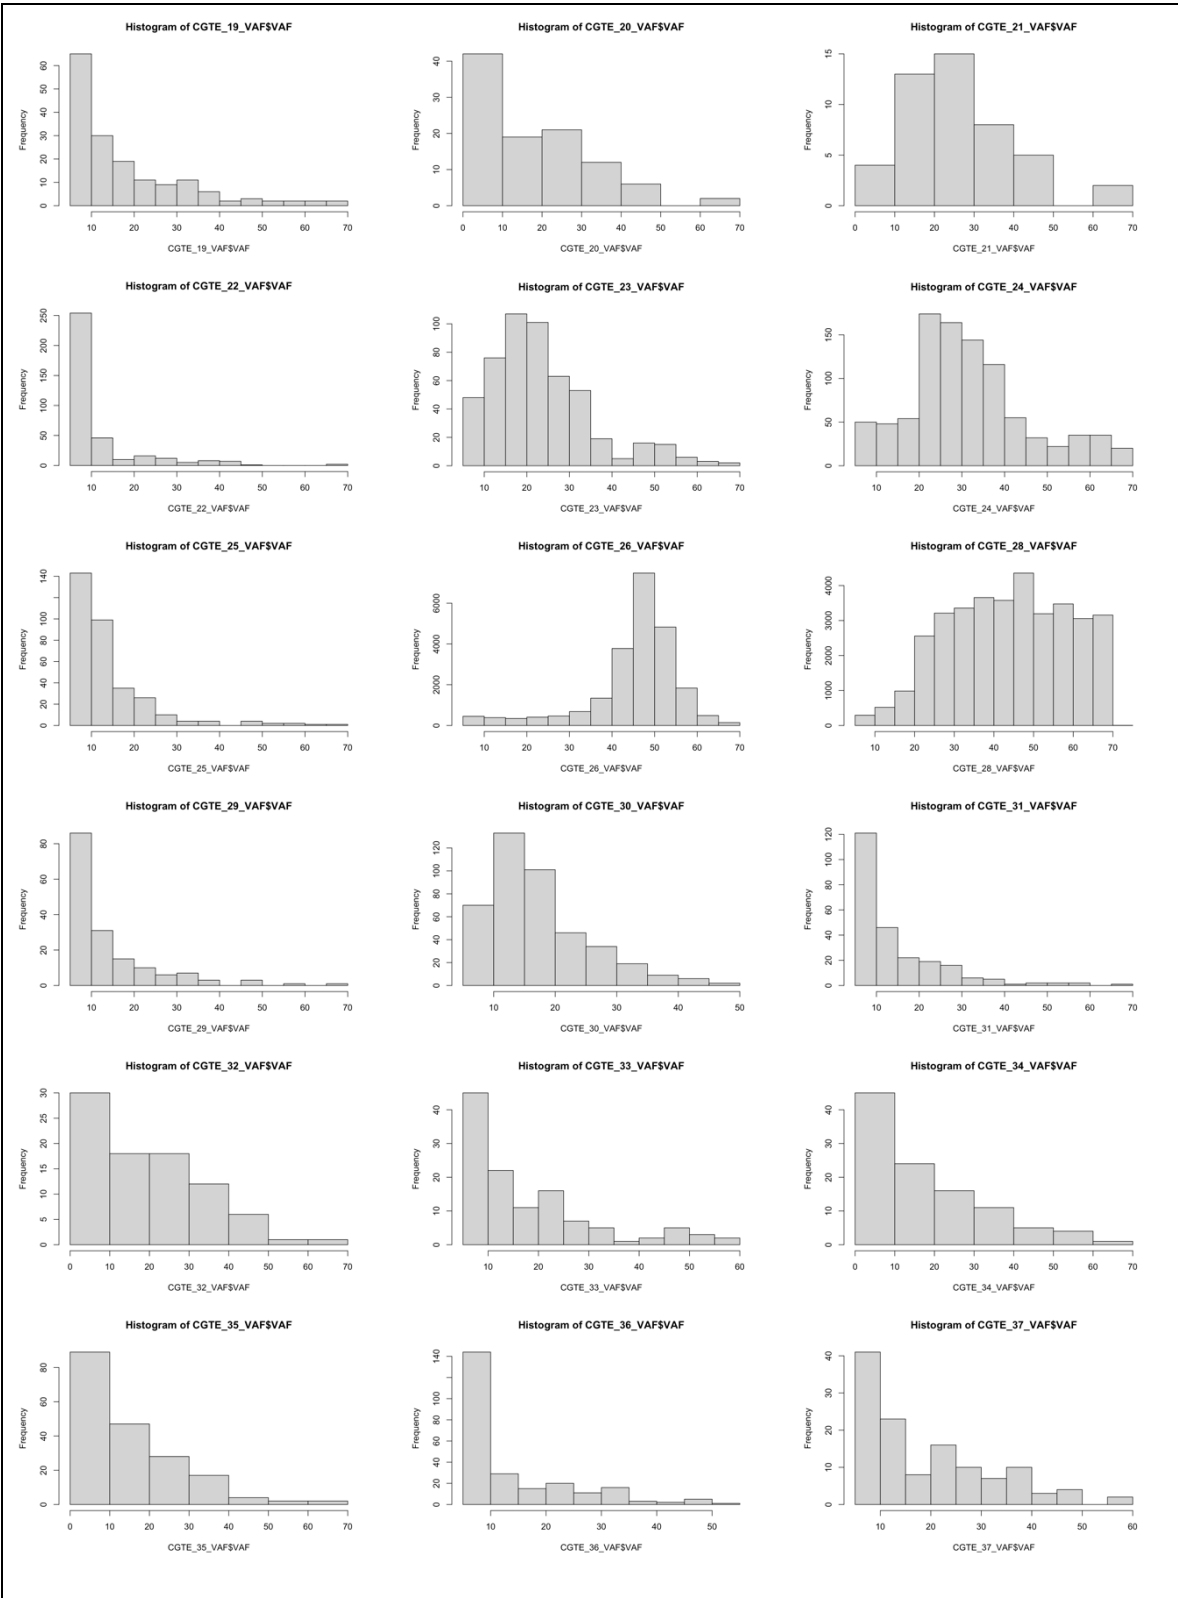 Histogram of CGTE_19_VAF$VAF
Frequency
0 10 20 30 40 50 60
10 20 30 40 50 60 70
CGTE_19_VAF$VAF
Histogram of CGTE_20_VAF$VAF
Frequency
0 10 20 30 40
0 10 20 30 40 50 60 70
CGTE_20_VAF$VAF
Histogram of CGTE_21_VAF$VAF
Frequency
0 5 10 15
0 10 20 30 40 50 60 70
CGTE_21_VAF$VAF
Histogram of CGTE_22_VAF$VAF
Frequency
0 50 100 150 200 250
10 20 30 40 50 60 70
CGTE_22_VAF$VAF
Histogram of CGTE_23_VAF$VAF
Frequency
0 20 40 60 80 100
10 20 30 40 50 60 70
CGTE_23_VAF$VAF
Histogram of CGTE_24_VAF$VAF
Frequency
0 50 100 150
10 20 30 40 50 60 70
CGTE_24_VAF$VAF
Histogram of CGTE_25_VAF$VAF
Frequency
0 20 40 60 80 100 140
10 20 30 40 50 60 70
CGTE_25_VAF$VAF
Histogram of CGTE_26_VAF$VAF
Frequency
0 2000 4000 6000
10 20 30 40 50 60 70
CGTE_26_VAF$VAF
Histogram of CGTE_28_VAF$VAF
Frequency
0 1000 2000 3000 4000
10 20 30 40 50 60 70
CGTE_28_VAF$VAF
Histogram of CGTE_29_VAF$VAF
Frequency
0 20 40 60 80
10 20 30 40 50 60 70
CGTE_29_VAF$VAF
Histogram of CGTE_30_VAF$VAF
Frequency
0 20 40 60 80 120
10 20 30 40 50
CGTE_30_VAF$VAF
Histogram of CGTE_31_VAF$VAF
Frequency
0 20 40 60 80 100 120
10 20 30 40 50 60 70
CGTE_31_VAF$VAF
Histogram of CGTE_32_VAF$VAF
Frequency
0 5 10 15 20 25 30
0 10 20 30 40 50 60 70
CGTE_32_VAF$VAF
Histogram of CGTE_33_VAF$VAF
Frequency
0 10 20 30 40
10 20 30 40 50 60
CGTE_33_VAF$VAF
Histogram of CGTE_34_VAF$VAF
Frequency
0 10 20 30 40
0 10 20 30 40 50 60 70
CGTE_34_VAF$VAF
Histogram of CGTE_35_VAF$VAF
Frequency
0 20 40 60 80
0 10 20 30 40 50 60 70
CGTE_35_VAF$VAF
Histogram of CGTE_36_VAF$VAF
Frequency
0 20 40 60 80 100 140
10 20 30 40 50
CGTE_36_VAF$VAF
Histogram of CGTE_37_VAF$VAF
Frequency
0 10 20 30 40
10 20 30 40 50 60
CGTE_37_VAF$VAF